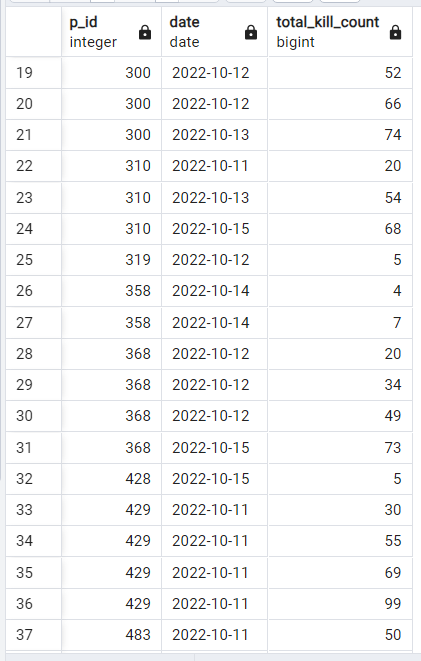 p_id date total_kill_count
integer date bigint
19 300 2022-10-12 52
20 300 2022-10-12 66
21 300 2022-10-13 74
22 310 2022-10-11 20
23 310 2022-10-13 54
24 310 2022-10-15 68
25 319 2022-10-12 5
26 358 2022-10-14 4
27 358 2022-10-14 7
28 368 2022-10-12 20
29 368 2022-10-12 34
30 368 2022-10-12 49
31 368 2022-10-15 73
32 428 2022-10-15 5
33 429 2022-10-11 30
34 429 2022-10-11 55
35 429 2022-10-11 69
36 429 2022-10-11 99
37 483 2022-10-11 50